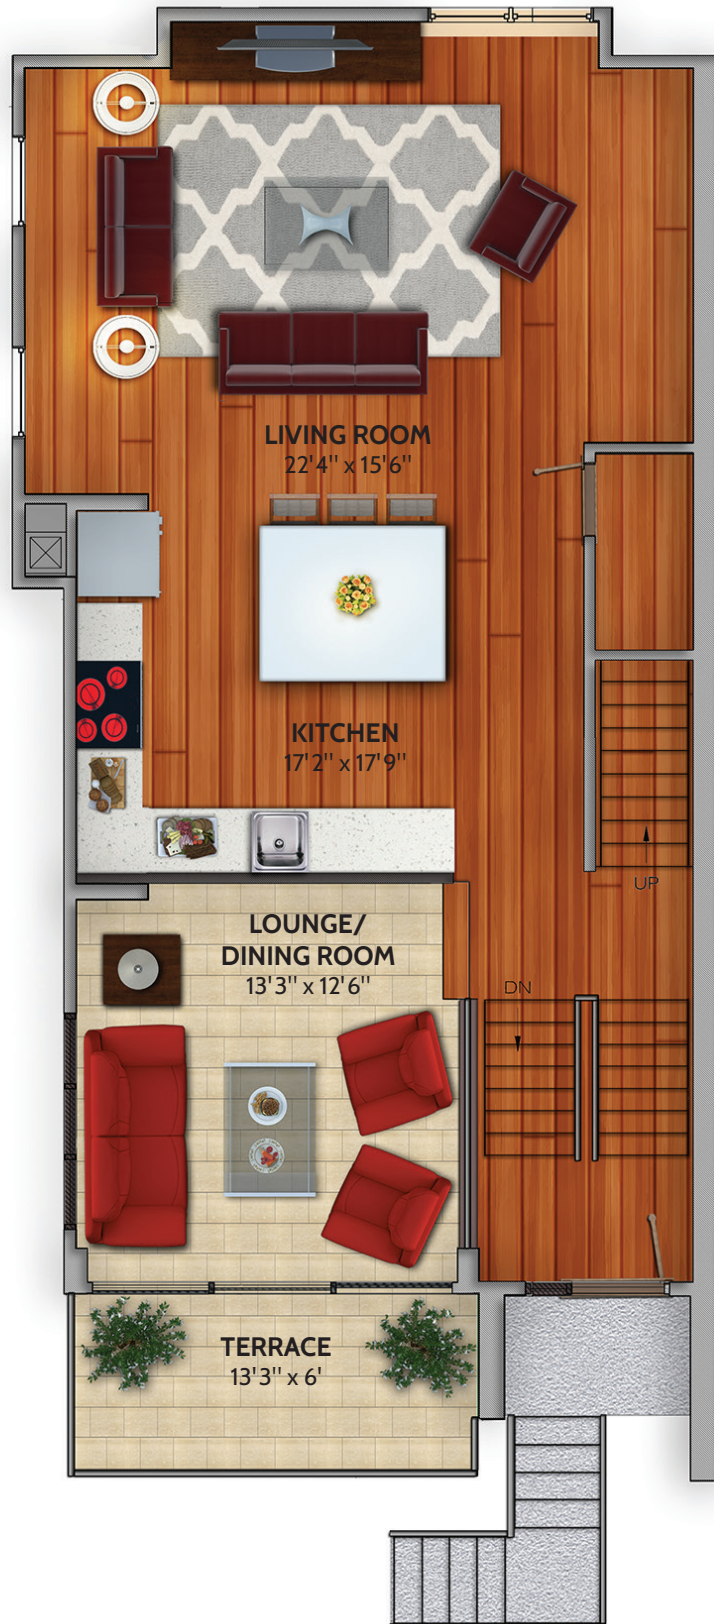 LIVING ROOM
22'4" x 15'6"
KITCHEN
17'2" x 17'9"
UP
LOUNGE/
DINING ROOM
13'3" x 12'6"
DN
TERRACE
13'3" x 6'